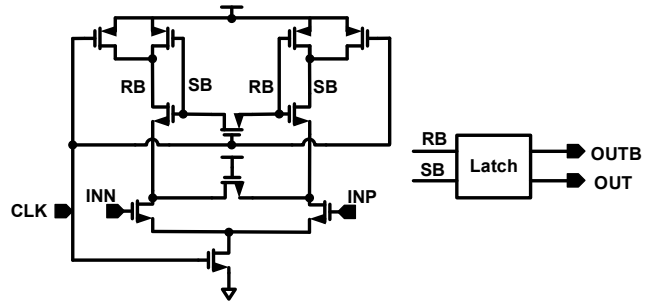 RB
SB
RB
SB
CLK
INN
INP
RB
SB
Latch
OUTB
OUT